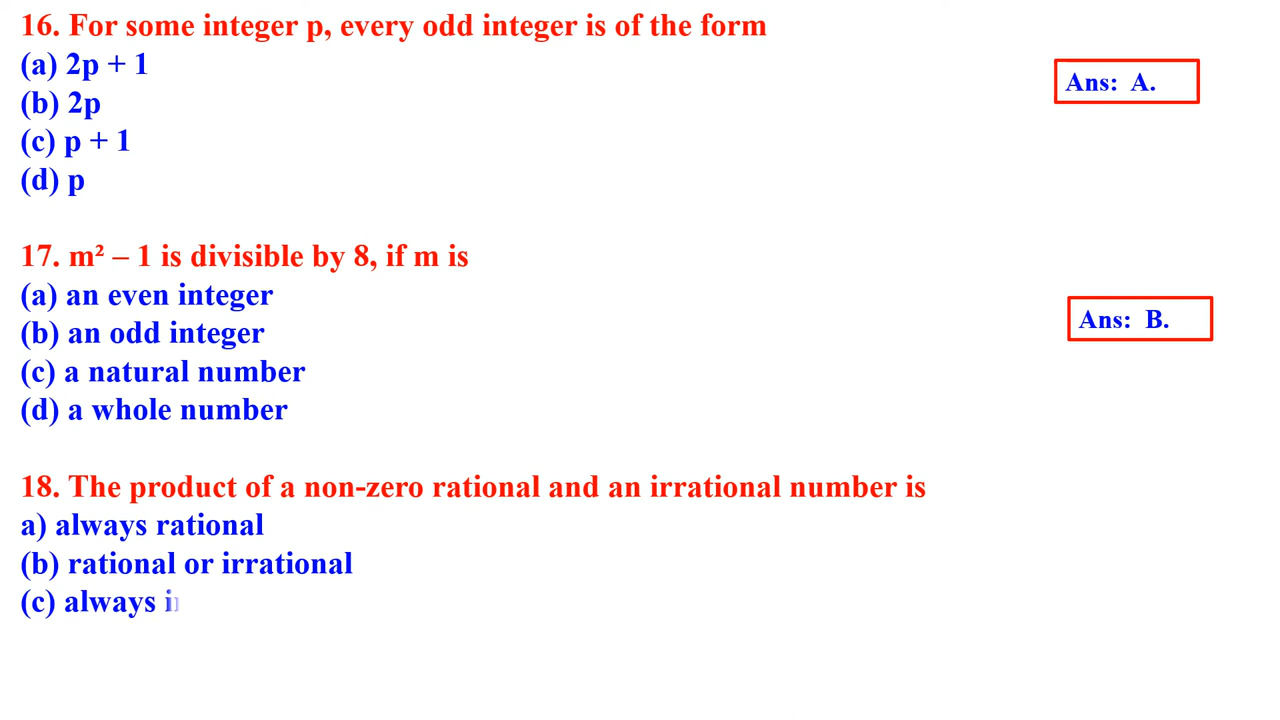 16. For some integer p, every odd integer is of the form
(a) 2p + 1
Ans: A.
(b) 2p
(c) p + 1
(d) p
17. m² – 1 is divisible by 8, if m is
(a) an even integer
(b) an odd integer
Ans: B.
(c) a natural number
(d) a whole number
18. The product of a non-zero rational and an irrational number is
a) always rational
(b) rational or irrational
(c) always